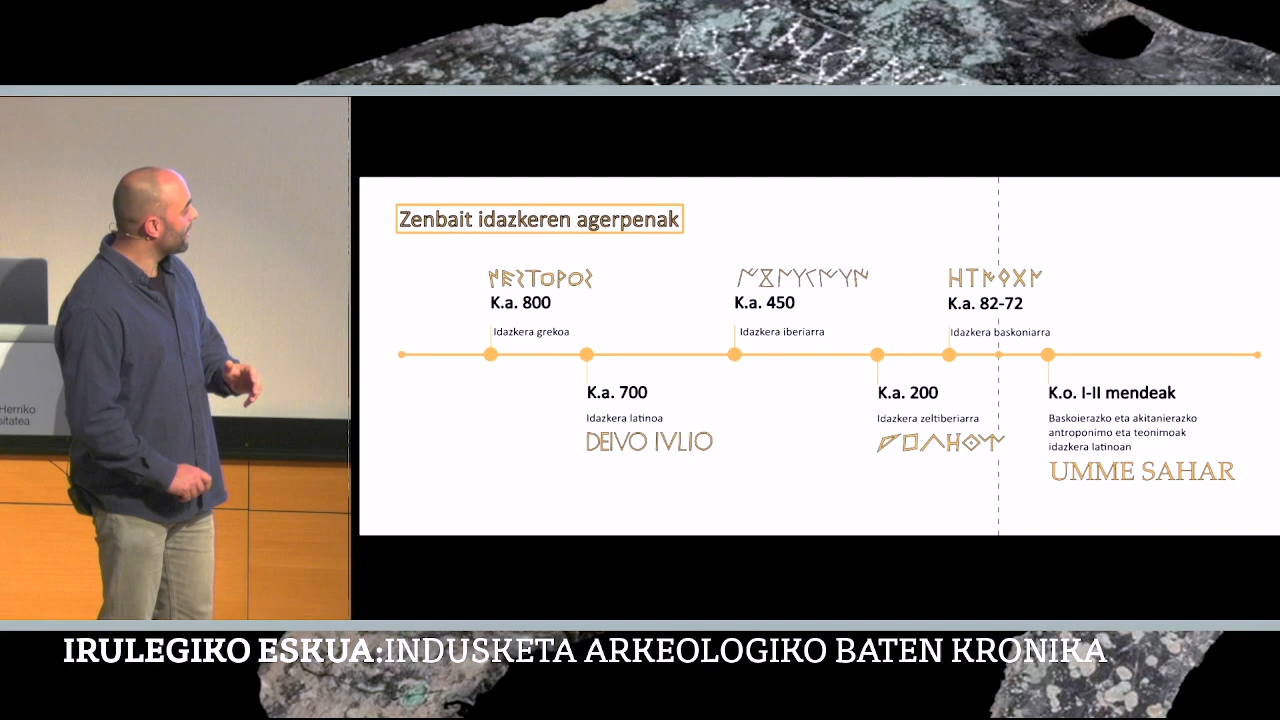 Zenbait idazkeren agerpenak
K.a. 800
Idazkera grekoa
K.a. 450
Idazkera iberiarra
K.a. 82-72
Idazkera baskoniarra
K.a. 700
Idazkera latinoa
DEIVO IVLIO
K.a. 200
Idazkera zeltiberiarra
K.o. I-II mendeak
Baskoierazko eta akitanierazko
antroponimo eta teonimoak
idazkera latinoan
UMME SAHAR
Herriko
IRULEGIKO ESKUA:INDUSKETA ARKEOLOGIKO BATEN KRONIKA